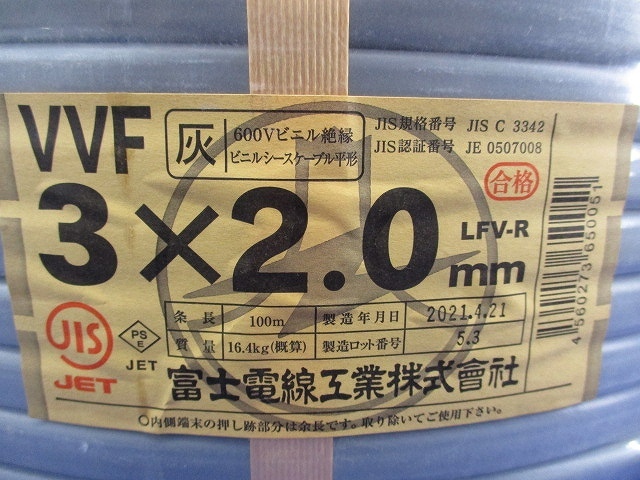 VVF 灰 600Vビニル絶縁
ビニルシースケーブル平形
JIS規格番号 JIS C 3342
JIS認証番号 JE 0507008
合格
3×2.0mm
LFV-R
条長 100m 製造年月日 2021.4.21
質量 16.4kg(概算) 製造ロット番号 5.3
JIS
JET
PS
E
JET
富士電線工業株式會社
○内側端末の押し跡部分は余長です。取り除いてご使用下さい。
4 560273 650051